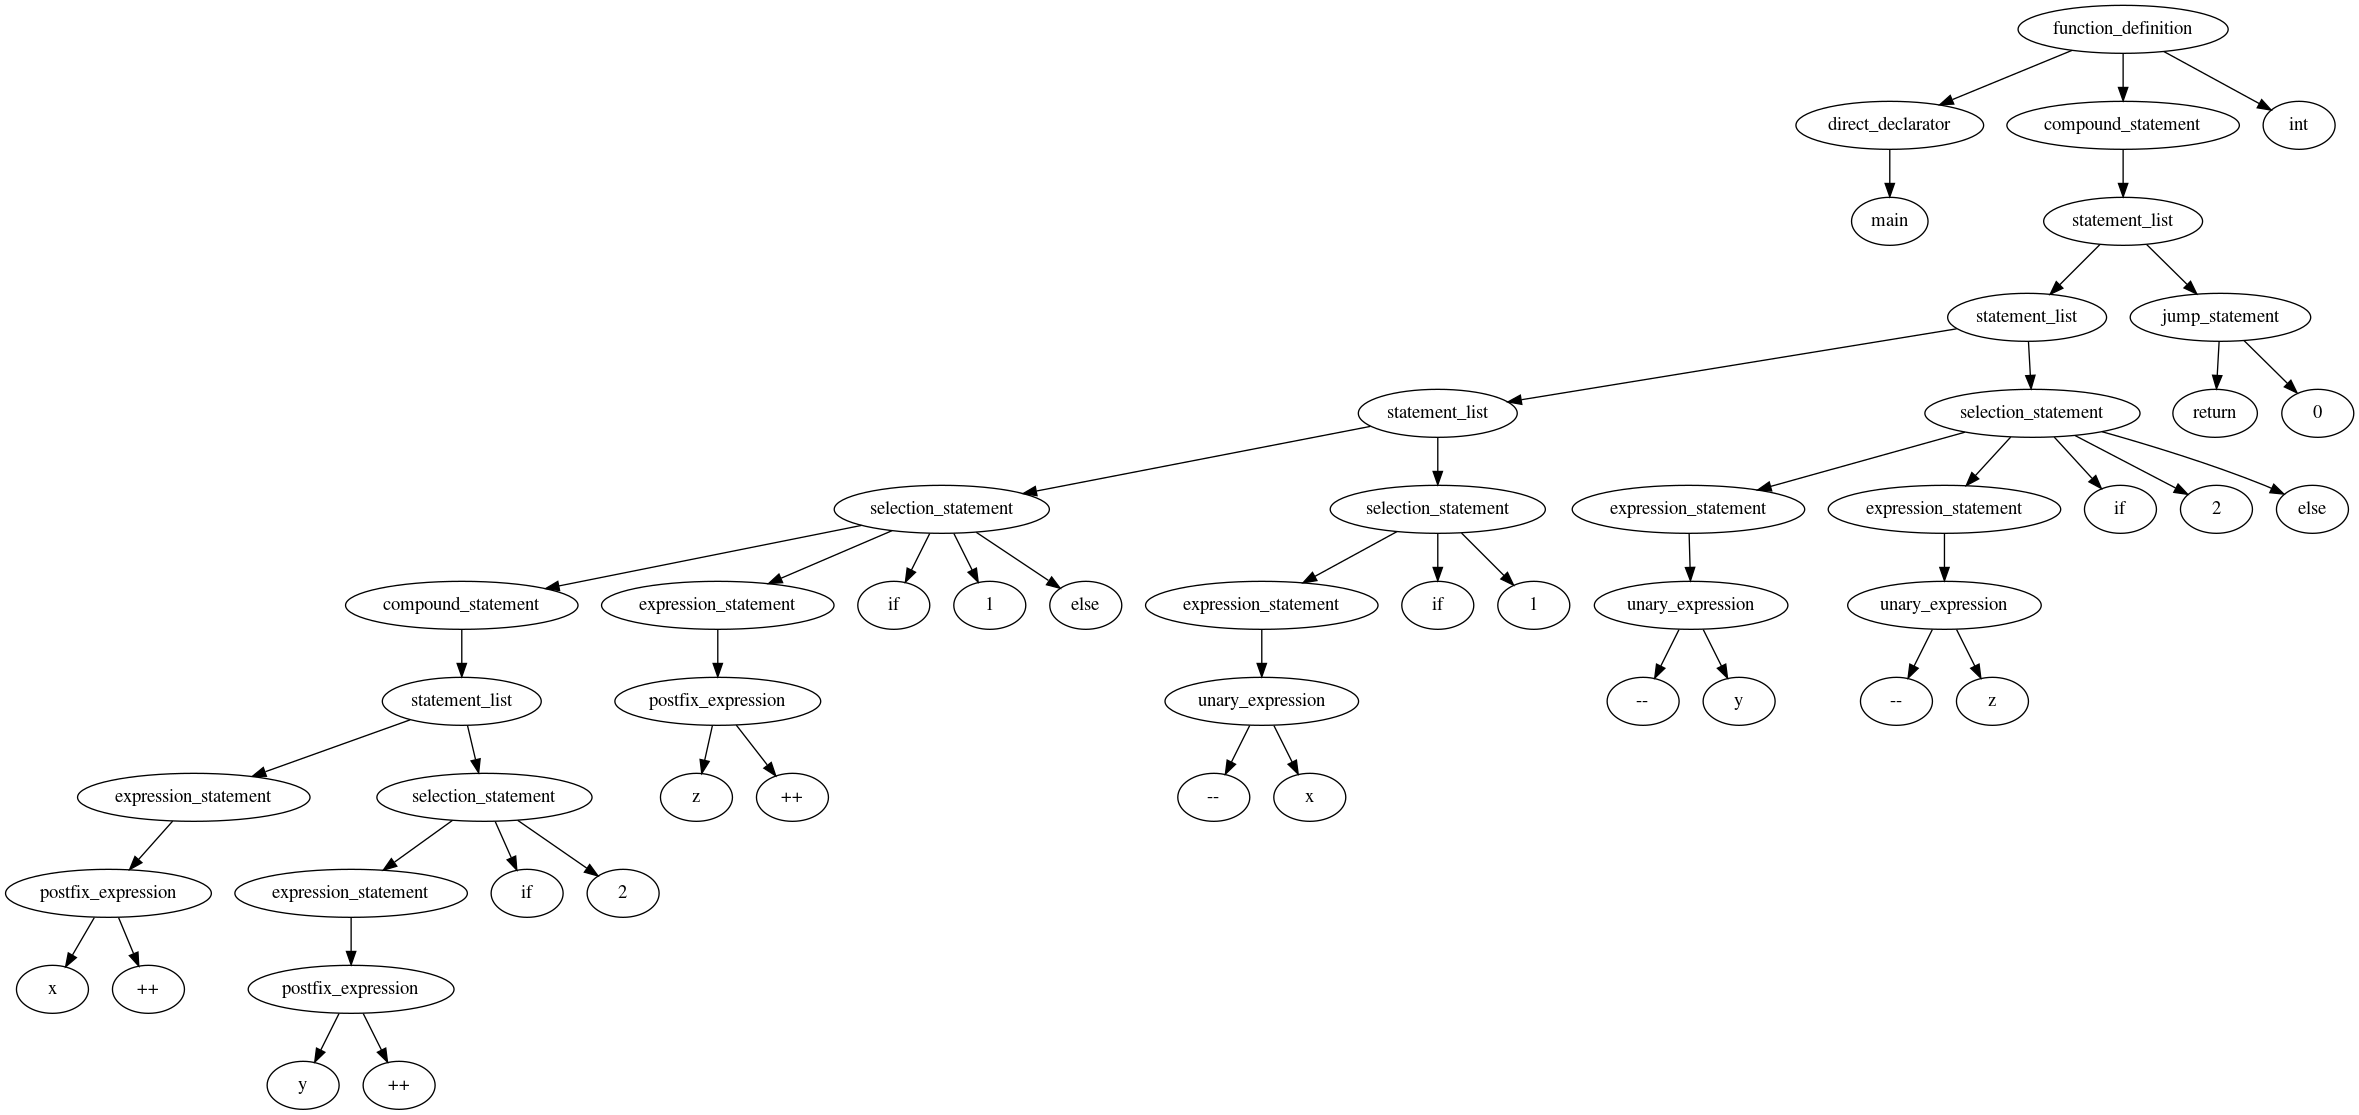 function_definition
direct_declarator
compound_statement
int
main
statement_list
statement_list
jump_statement
statement_list
selection_statement
return
0
selection_statement
selection_statement
expression_statement
expression_statement
if
2
else
compound_statement
expression_statement
if
1
else
expression_statement
if
1
unary_expression
unary_expression
statement_list
postfix_expression
unary_expression
--
y
--
z
expression_statement
selection_statement
z
++
--
x
postfix_expression
expression_statement
if
2
x
++
postfix_expression
y
++